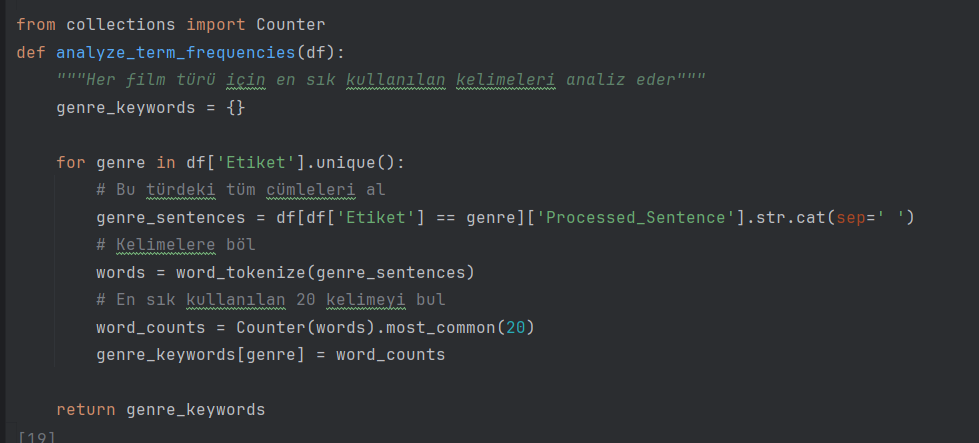 from collections import Counter
def analyze_term_frequencies(df):
    """Her film türü için en sık kullanılan kelimeleri analiz eder"""
    genre_keywords = {}

    for genre in df['Etiket'].unique():
        # Bu türdeki tüm cümleleri al
        genre_sentences = df[df['Etiket'] == genre]['Processed_Sentence'].str.cat(sep=' ')
        # Kelimelere böl
        words = word_tokenize(genre_sentences)
        # En sık kullanılan 20 kelimeyi bul
        word_counts = Counter(words).most_common(20)
        genre_keywords[genre] = word_counts

    return genre_keywords
[19]